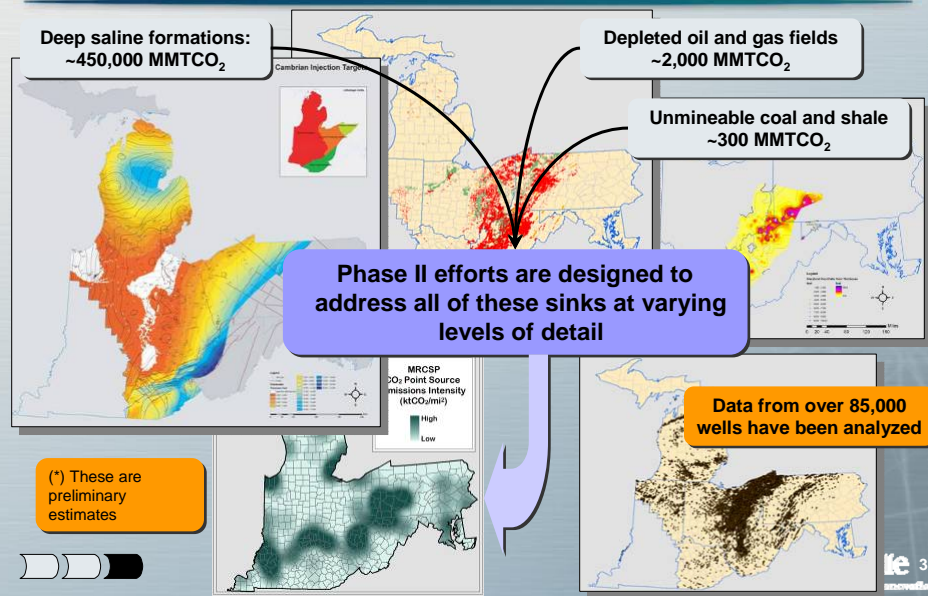 Deep saline formations:
~450,000 MMTCO₂
Depleted oil and gas fields
~2,000 MMTCO₂
Cambrian Injection Target
Unmineable coal and shale
~300 MMTCO₂
Phase II efforts are designed to
address all of these sinks at varying
levels of detail
MRCSP
CO₂ Point Source
Emissions Intensity
(ktCO₂/mi²)
High
Low
Data from over 85,000
wells have been analyzed
(*) These are
preliminary
estimates
Legend
Miles
3